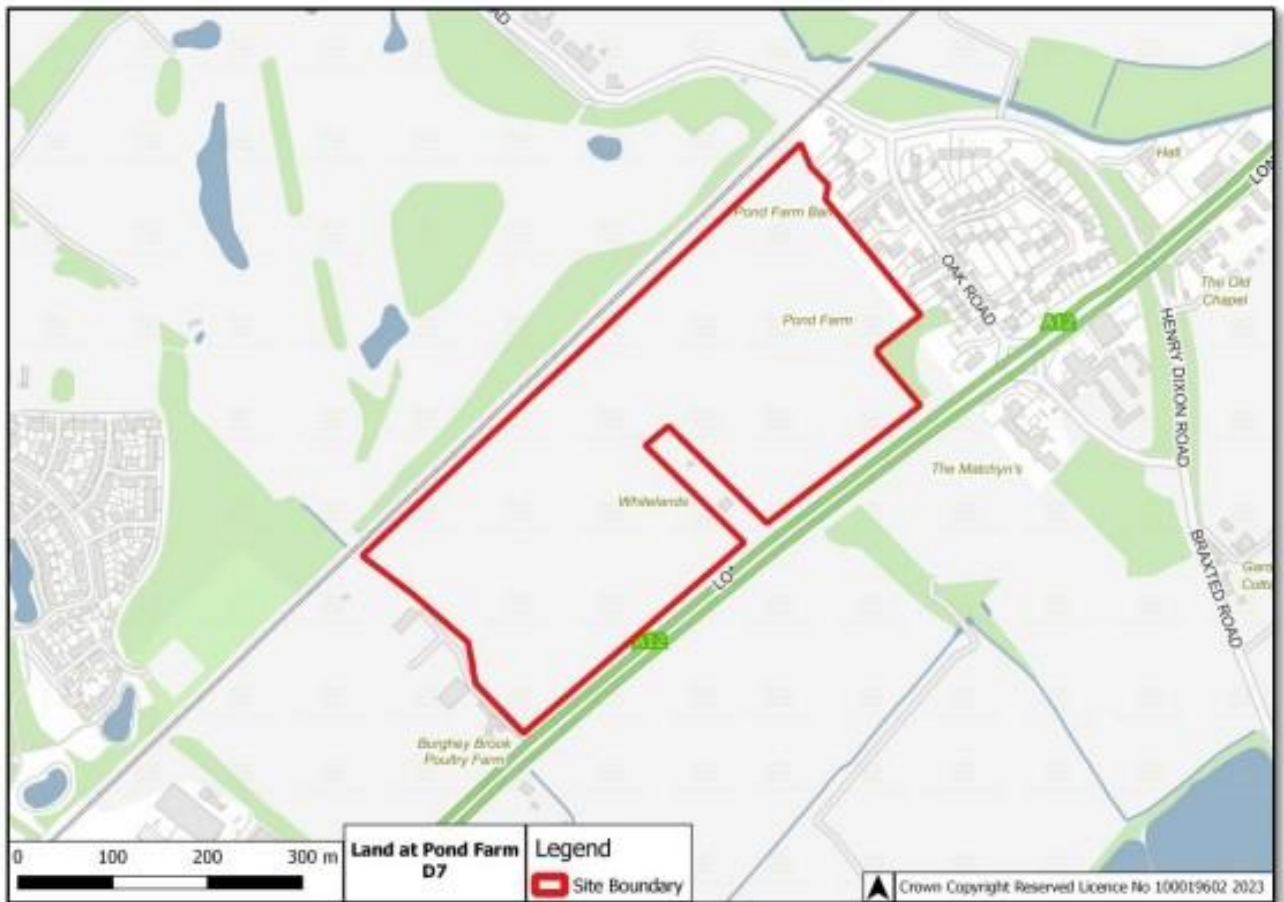 Pond Farm Barn
Pond Farm
OAK ROAD
Hall
The Old
Chapel
A12
HENRY DIXON ROAD
The Matchyn's
BRAXTED ROAD
Whitelands
A12
Burghey Brook
Poultry Farm
0 100 200 300 m
Land at Pond Farm
D7
Legend
Site Boundary
Crown Copyright Reserved Licence No 100019602 2023